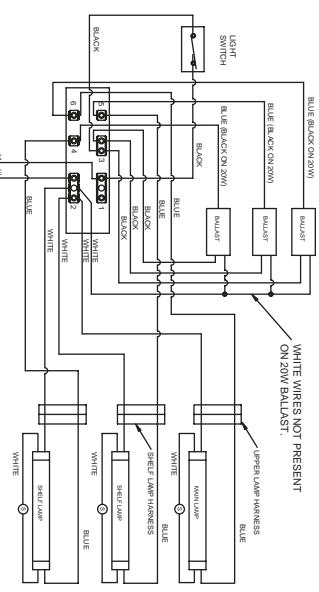 BLUE (BLACK ON 20W)
BLUE (BLACK ON 20W)
BLUE (BLACK ON 20W)
LIGHT
SWITCH
BLACK
BLACK
BALLAST
BALLAST
BALLAST
WHITE WIRES NOT PRESENT
ON 20W BALLAST.
6
5
4
3
2
1
BLUE
BLUE
BLACK
BLACK
BLACK
WHITE
WHITE
WHITE
WHITE
BLUE
UPPER LAMP HARNESS
SHELF LAMP HARNESS
BLUE
MAIN LAMP
WHITE
S
BLUE
SHELF LAMP
WHITE
S
BLUE
SHELF LAMP
WHITE
S